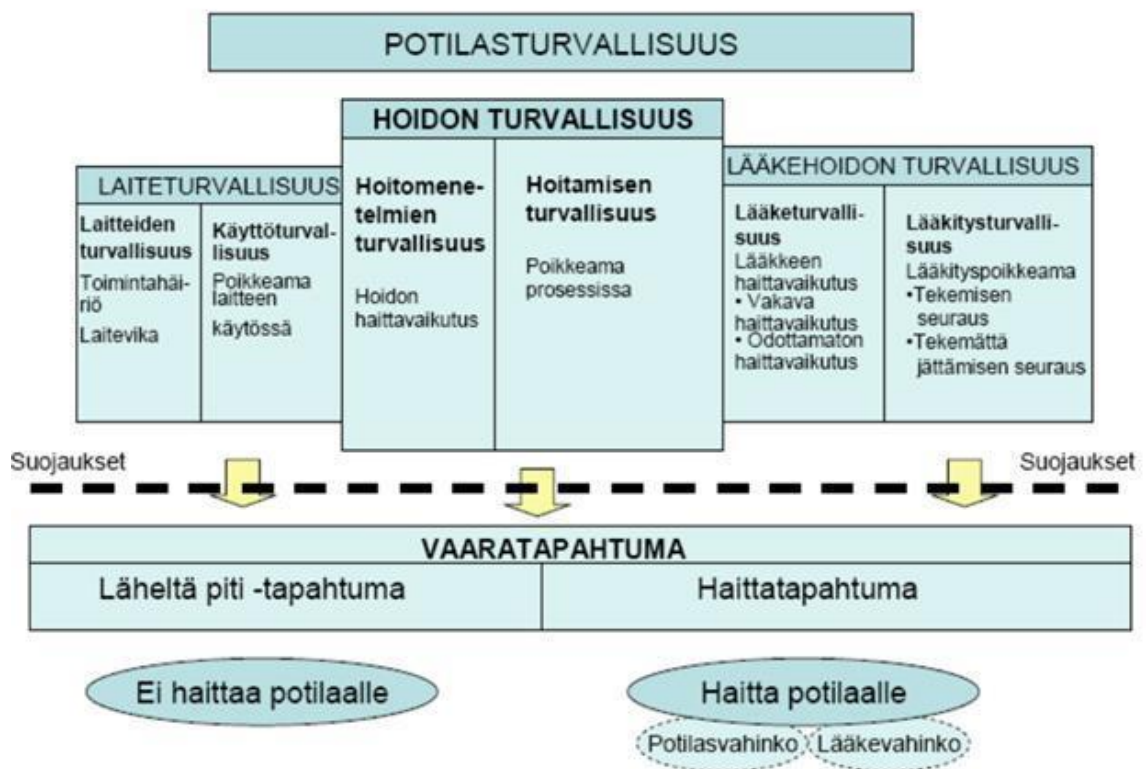 POTILASTURVALLISUUS
HOIDON TURVALLISUUS
LAITETURVALLISUUS
LÄÄKEHOIDON TURVALLISUUS
Laitteiden
turvallisuus
Toimintahäi-
riö
Laitevika
Käyttöturval-
lisuus
Poikkeama
laitteen
käytössä
Hoitomene-
telmien
turvallisuus
Hoidon
haittavaikutus
Hoitamisen
turvallisuus
Poikkeama
prosessissa
Lääketurvalli-
suus
Lääkkeen
haittavaikutus
• Vakava
haittavaikutus
• Odottamaton
haittavaikutus
Lääkitysturvalli-
suus
Lääkityspoikkeama
•Tekemisen
seuraus
•Tekemättä
jättämisen seuraus
Suojaukset
Suojaukset
VAARATAPAHTUMA
Läheltä piti -tapahtuma
Haittatapahtuma
Ei haittaa potilaalle
Haitta potilaalle
Potilasvahinko
Lääkevahinko